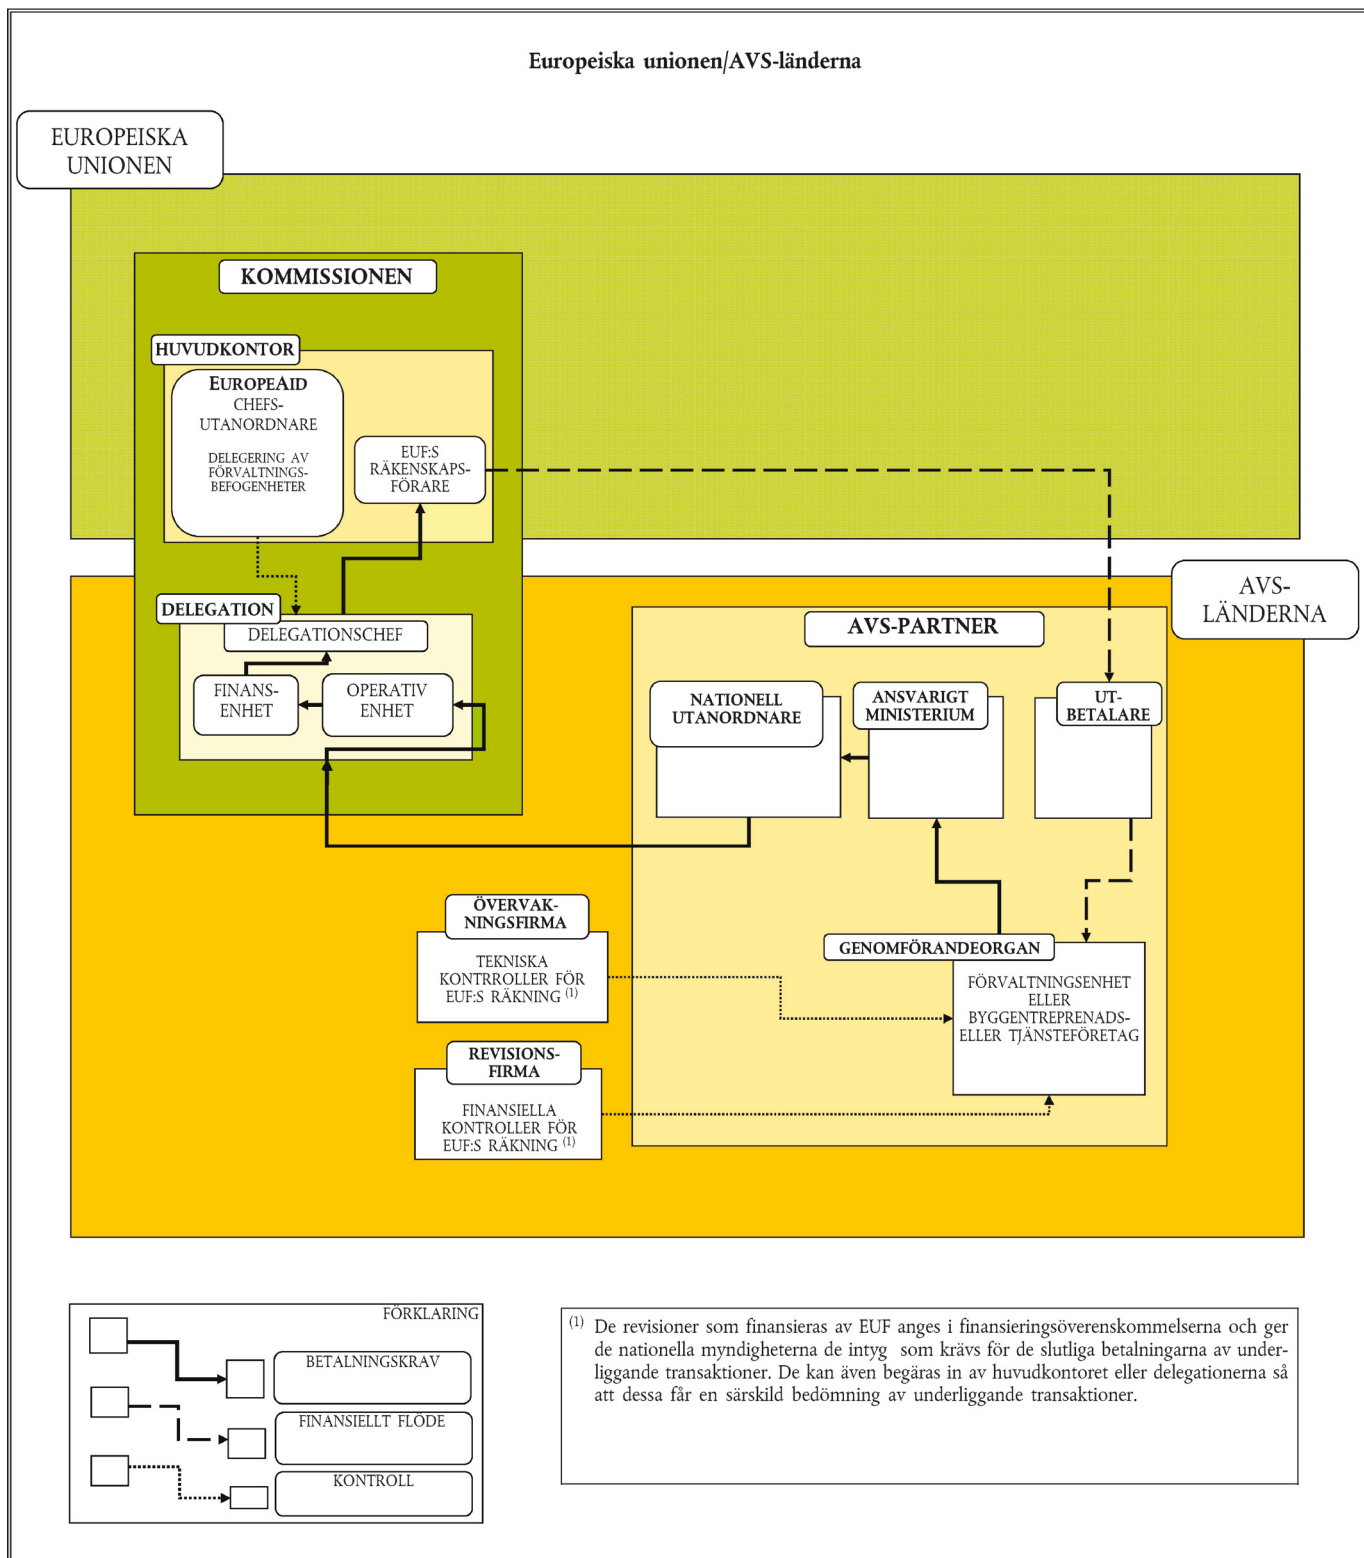 Europeiska unionen/AVS-länderna
EUROPEISKA
UNIONEN
KOMMISSIONEN
HUVUDKONTOR
EUROPEAID
CHEFS-
UTANORDNARE
DELEGERING AV
FÖRVALTNINGS-
BEFOGENHETER
EUF:S
RÄKENSKAPS-
FÖRARE
AVS-
LÄNDERNA
DELEGATION
DELEGATIONSCHEF
FINANS-
ENHET
OPERATIV
ENHET
AVS-PARTNER
NATIONELL
UTANORDNARE
ANSVARIGT
MINISTERIUM
UT-
BETALARE
ÖVERVAK-
NINGSFIRMA
TEKNISKA
KONTRROLLER FÖR
EUF:S RÄKNING (1)
GENOMFÖRANDEORGAN
FÖRVALTNINGSENHET
ELLER
BYGGENTREPRENADS-
ELLER TJÄNSTEFÖRETAG
REVISIONS-
FIRMA
FINANSIELLA
KONTROLLER FÖR
EUF:S RÄKNING (1)
FÖRKLARING
BETALNINGSKRAV
FINANSIELLT FLÖDE
KONTROLL
(1) De revisioner som finansieras av EUF anges i finansieringsöverenskommelserna och ger
de nationella myndigheterna de intyg som krävs för de slutliga betalningarna av under-
liggande transaktioner. De kan även begäras in av huvudkontoret eller delegationerna så
att dessa får en särskild bedömning av underliggande transaktioner.